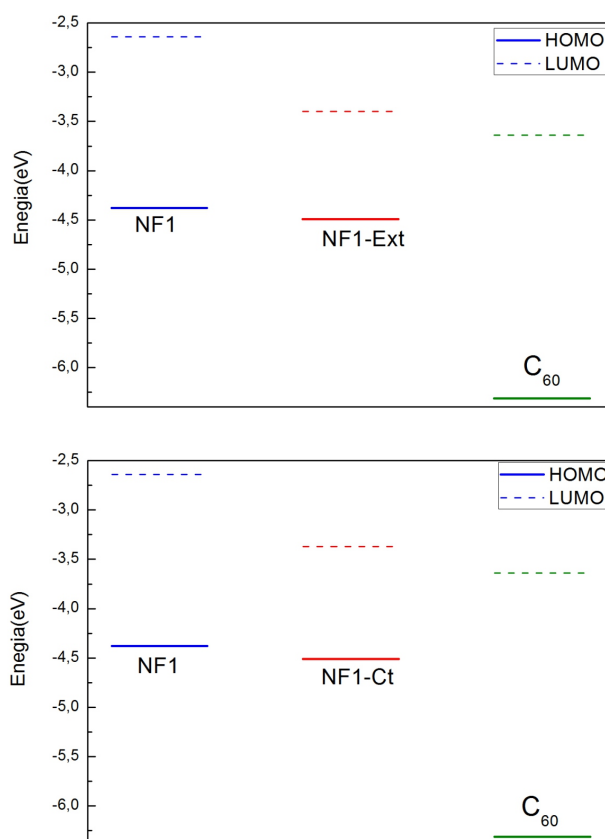 -2,5
-3,0
-3,5
-4,0
-4,5
-5,0
-5,5
-6,0
Enegia(eV)
HOMO
LUMO
NF1
NF1-Ext
C60
-2,5
-3,0
-3,5
-4,0
-4,5
-5,0
-5,5
-6,0
Enegia(eV)
HOMO
LUMO
NF1
NF1-Ct
C60